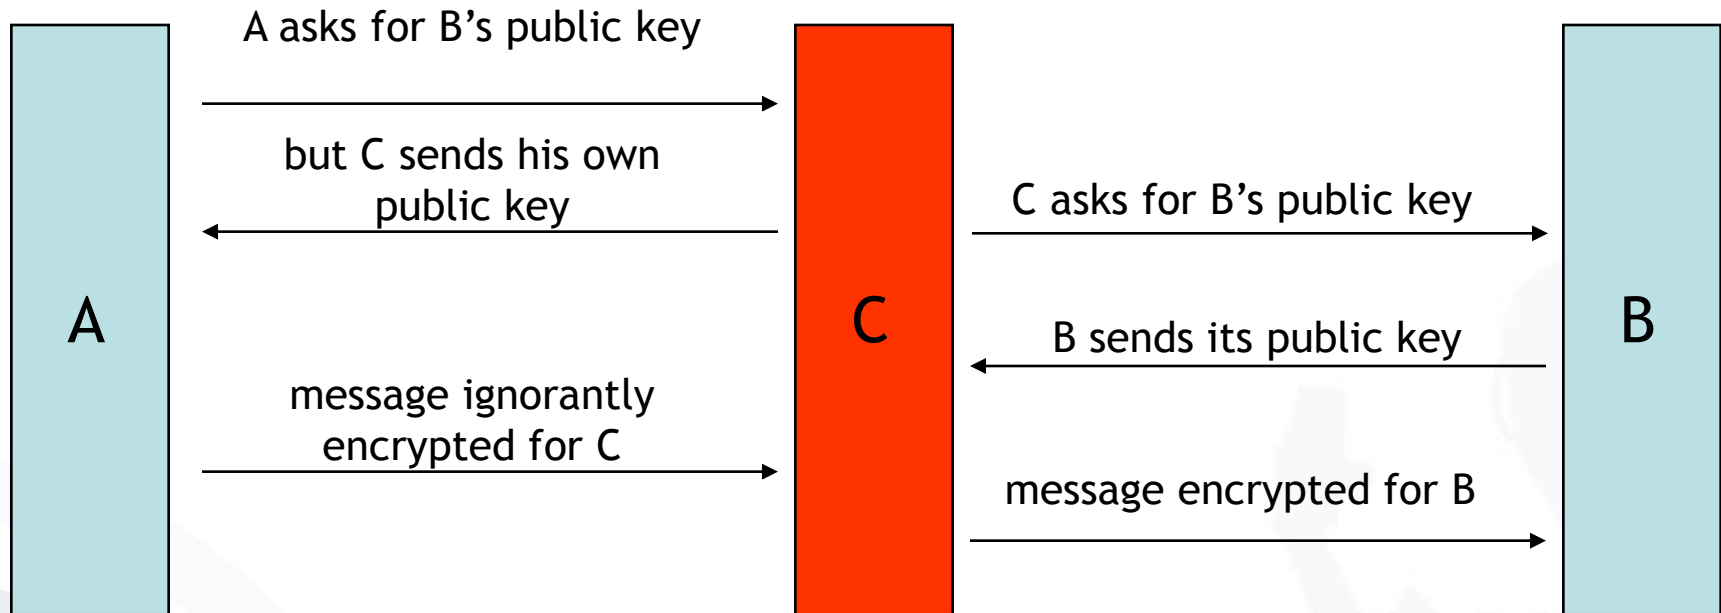 A asks for B’s public key
but C sends his own
public key
C asks for B’s public key
A
C
B
B sends its public key
message ignorantly
encrypted for C
message encrypted for B